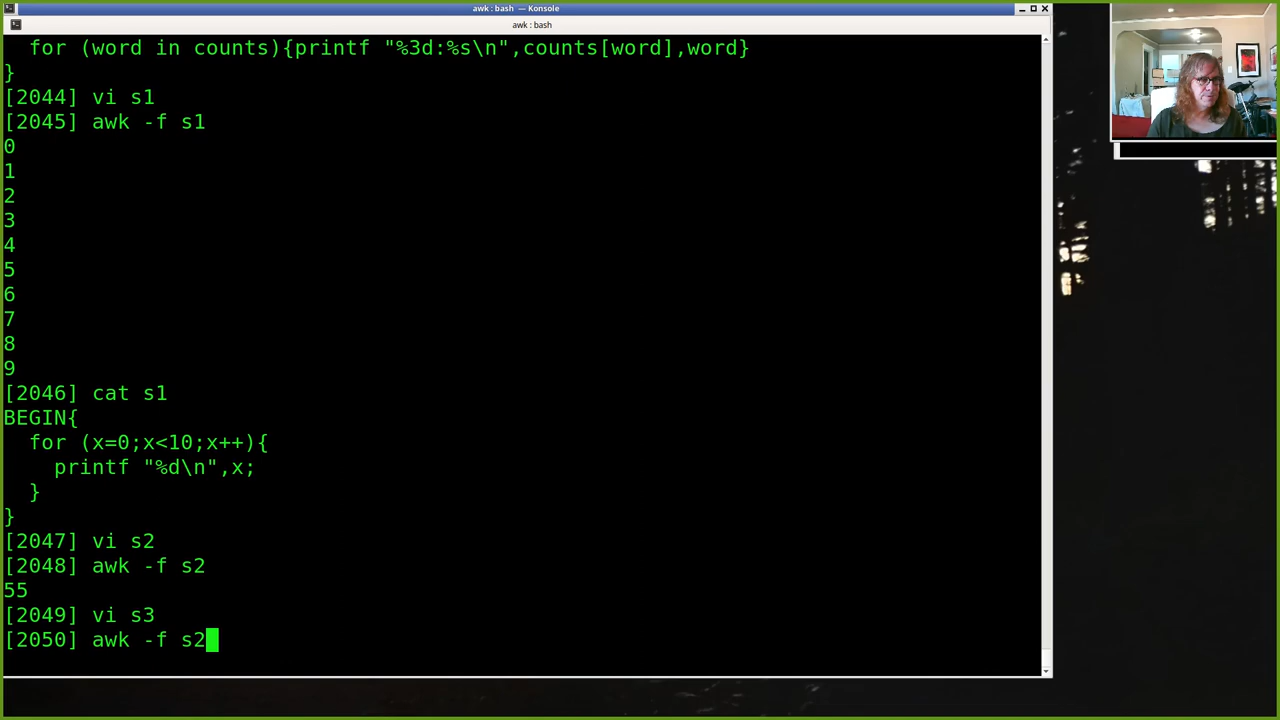 awk : bash — Konsole
awk : bash
  for (word in counts){printf "%3d:%s\n",counts[word],word}
}
[2044] vi s1
[2045] awk -f s1
0
1
2
3
4
5
6
7
8
9
[2046] cat s1
BEGIN{
  for (x=0;x<10;x++){
    printf "%d\n",x;
  }
}
[2047] vi s2
[2048] awk -f s2
55
[2049] vi s3
[2050] awk -f s2